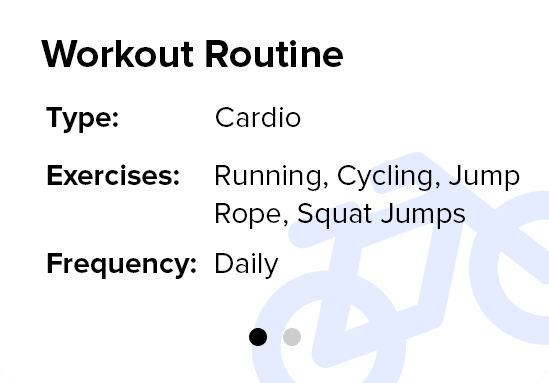 Workout Routine
Type: Cardio
Exercises: Running, Cycling, Jump
Rope, Squat Jumps
Frequency: Daily